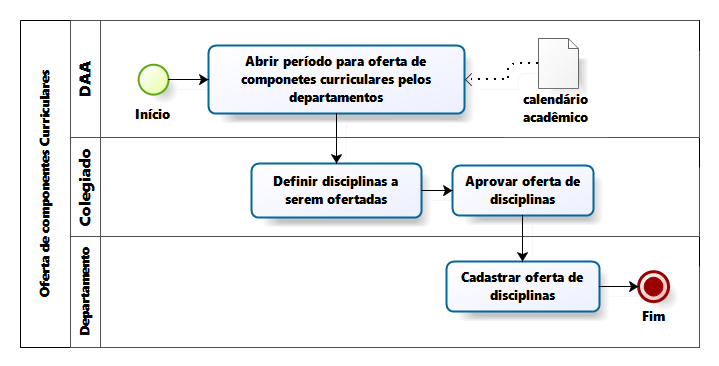 Oferta de componentes Curriculares
DAA
Início
Abrir período para oferta de
componetes curriculares pelos
departamentos
calendário
acadêmico
Colegiado
Definir disciplinas a
serem ofertadas
Aprovar oferta de
disciplinas
Departamento
Cadastrar oferta de
disciplinas
Fim